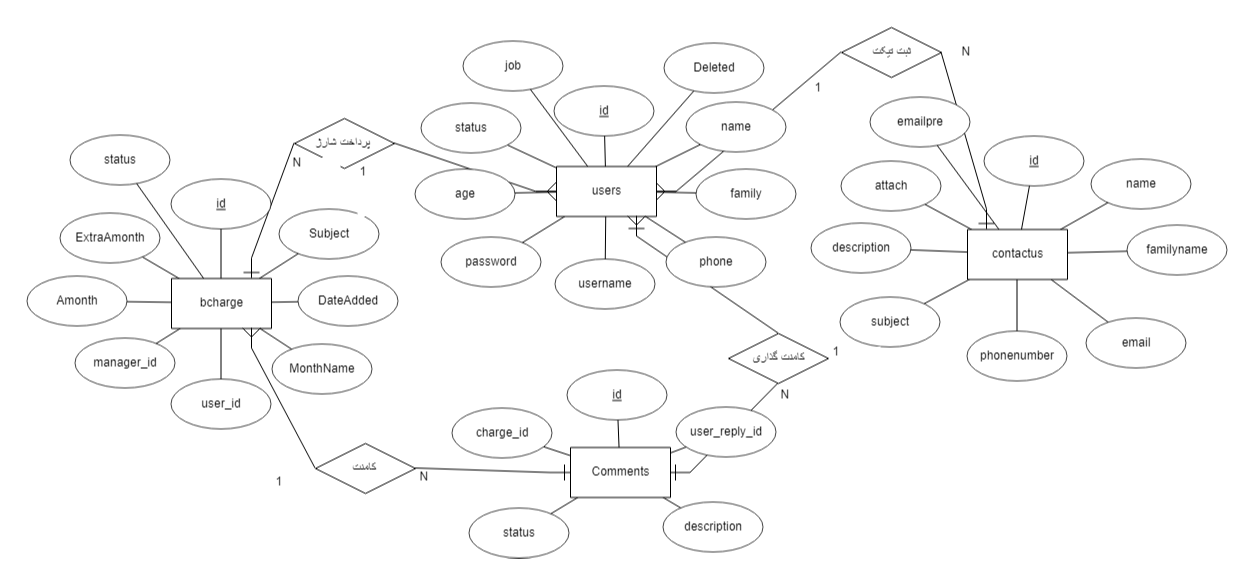 ثبت تیکت
N
1
job
Deleted
id
status
name
emailpre
پرداخت شارژ
N
1
status
id
attach
name
age
users
family
id
ExtraAmonth
Subject
description
contactus
familyname
password
phone
username
Amonth
bcharge
DateAdded
subject
phonenumber
email
manager_id
MonthName
user_id
کامنت گذاری
1
N
id
charge_id
user_reply_id
کامنت
1
N
Comments
status
description